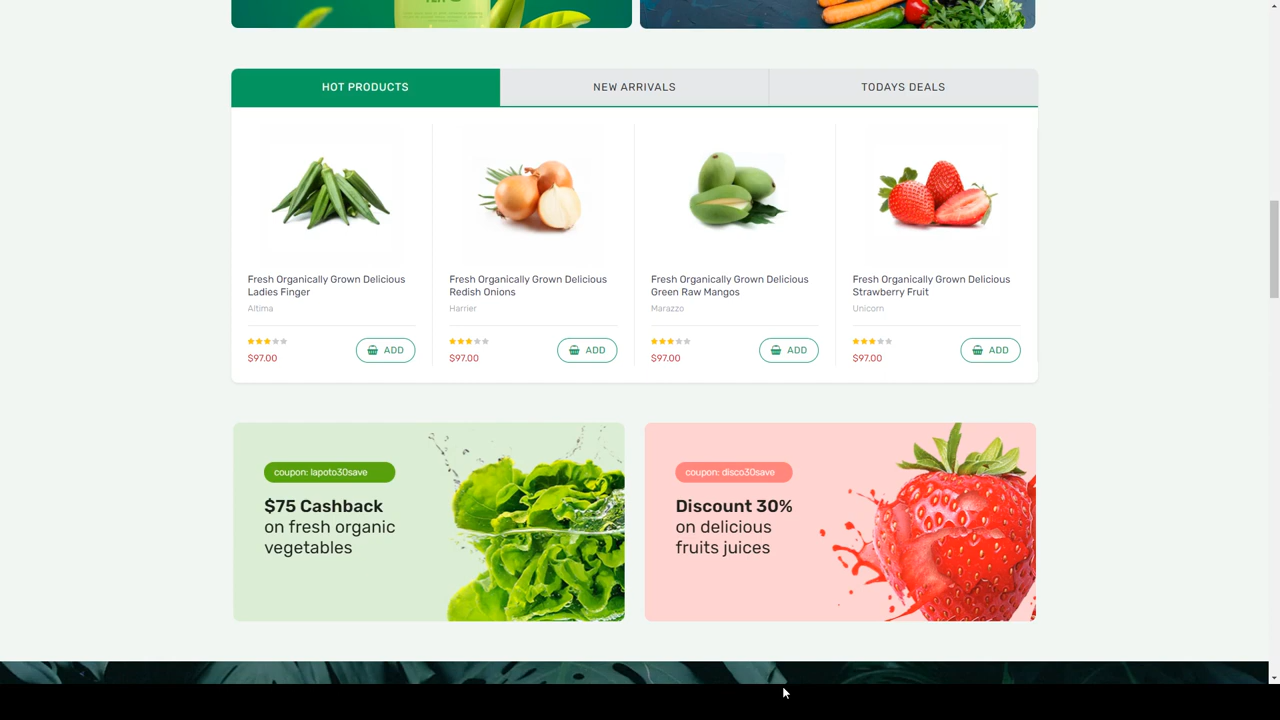 HOT PRODUCTS
NEW ARRIVALS
TODAYS DEALS
Fresh Organically Grown Delicious
Ladies Finger
Altima
$97.00
ADD
Fresh Organically Grown Delicious
Redish Onions
Harrier
$97.00
ADD
Fresh Organically Grown Delicious
Green Raw Mangos
Marazzo
$97.00
ADD
Fresh Organically Grown Delicious
Strawberry Fruit
Unicorn
$97.00
ADD
coupon: lapoto30save
$75 Cashback
on fresh organic
vegetables
coupon: disco30save
Discount 30%
on delicious
fruits juices